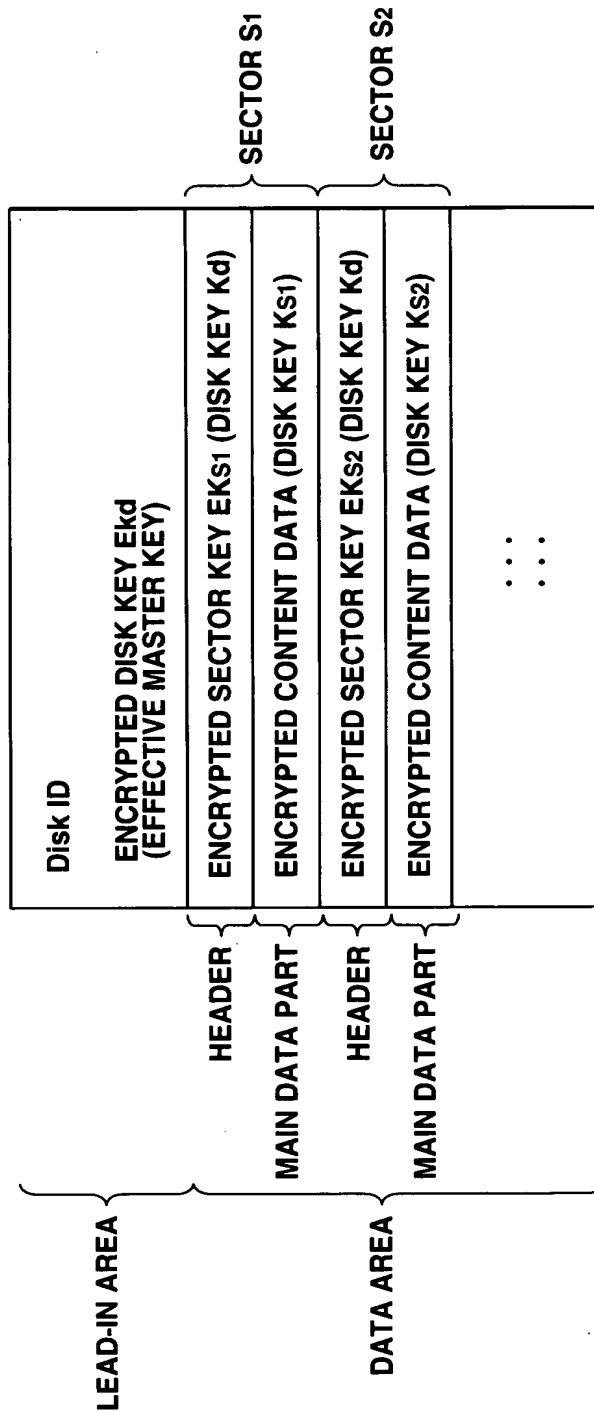 LEAD-IN AREA
Disk ID
ENCRYPTED DISK KEY Ekd
(EFFECTIVE MASTER KEY)
DATA AREA
HEADER
ENCRYPTED SECTOR KEY EKS1 (DISK KEY Kd)
SECTOR S1
MAIN DATA PART
ENCRYPTED CONTENT DATA (DISK KEY KS1)
HEADER
ENCRYPTED SECTOR KEY EKS2 (DISK KEY Kd)
SECTOR S2
MAIN DATA PART
ENCRYPTED CONTENT DATA (DISK KEY KS2)